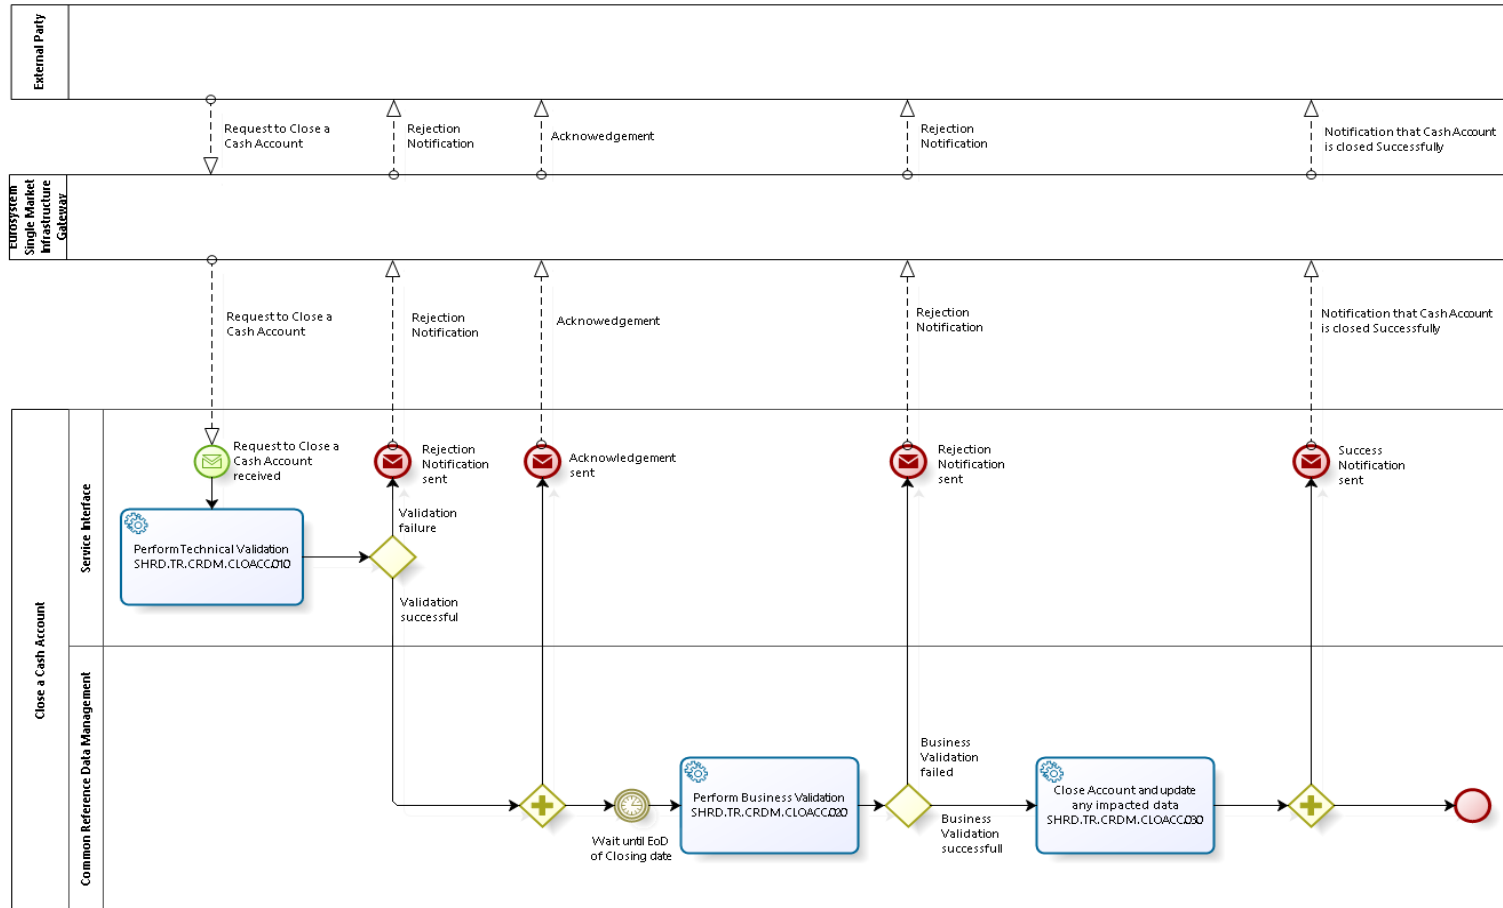 External Party
Request to Close a
Cash Account
Rejection
Notification
Acknowedgement
Rejection
Notification
Notification that Cash Account
is closed Successfully
Eurosystem
Single Market
Infrastructure
Gateway
Request to Close a
Cash Account
Rejection
Notification
Acknowedgement
Rejection
Notification
Notification that Cash Account
is closed Successfully
Close a Cash Account
Service Interface
Request to Close a
Cash Account
received
Rejection
Notification
sent
Acknowledgement
sent
Rejection
Notification
sent
Success
Notification
sent
Validation
failure
Perform Technical Validation
SHRD.TR.CRDM.CLOACC.010
Validation
successful
Common Reference Data Management
Business
Validation
failed
Perform Business Validation
SHRD.TR.CRDM.CLOACC.020
Close Account and update
any impacted data
SHRD.TR.CRDM.CLOACC.030
Wait until EoD
of Closing date
Business
Validation
successfull